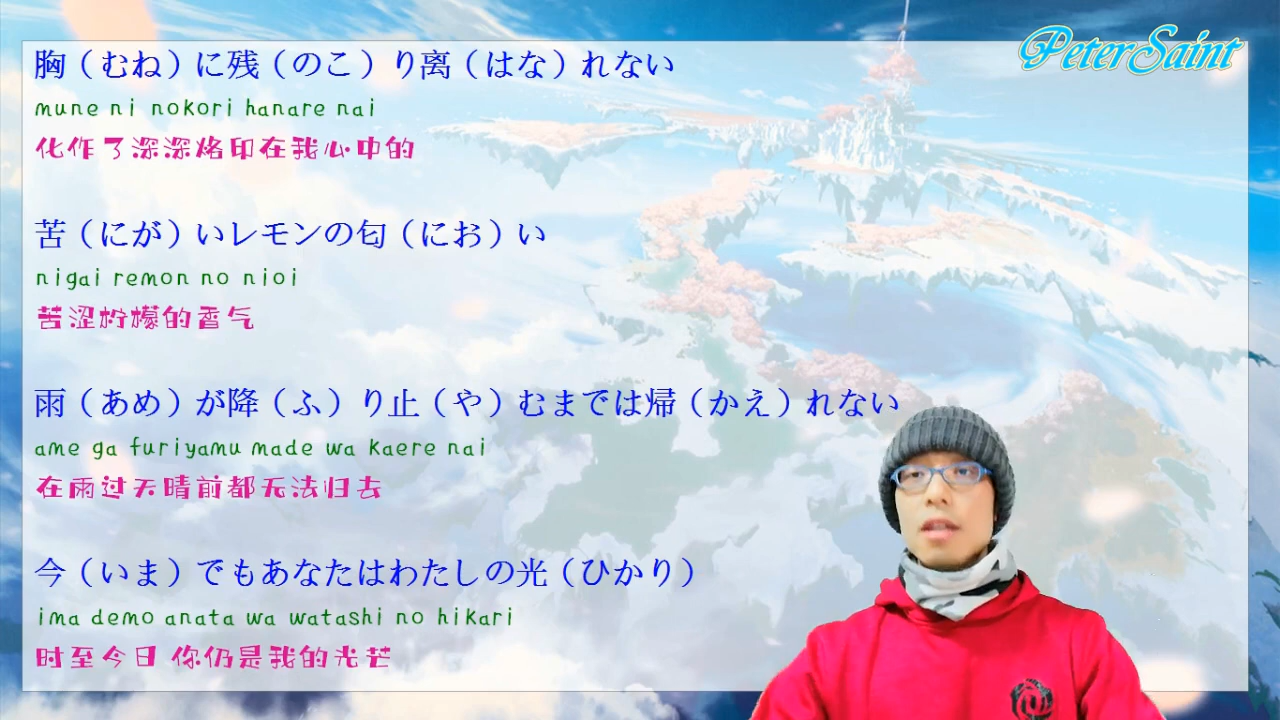 PeterSaint
胸（むね）に残（のこ）り离（はな）れない
mune ni nokori hanare nai
化作了深深烙印在我心中的
苦（にが）いレモンの匂（にお）い
nigai remon no nioi
苦涩柠檬的香气
雨（あめ）が降（ふ）り止（や）むまでは帰（かえ）れない
ame ga furiyamu made wa kaere nai
在雨过天晴前都无法归去
今（いま）でもあなたはわたしの光（ひかり）
ima demo anata wa watashi no hikari
时至今日 你仍是我的光芒